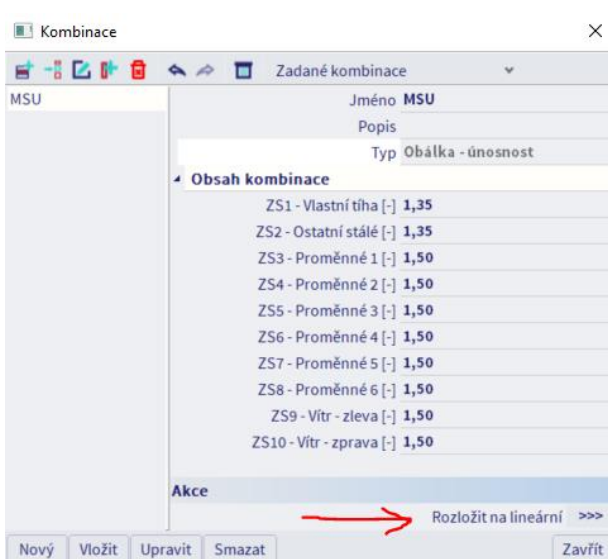 Kombinace
Zadané kombinace
MSU
Jméno MSU
Popis
Typ Obálka - únosnost
Obsah kombinace
ZS1 - Vlastní tíha [-] 1,35
ZS2 - Ostatní stálé [-] 1,35
ZS3 - Proměnné 1 [-] 1,50
ZS4 - Proměnné 2 [-] 1,50
ZS5 - Proměnné 3 [-] 1,50
ZS6 - Proměnné 4 [-] 1,50
ZS7 - Proměnné 5 [-] 1,50
ZS8 - Proměnné 6 [-] 1,50
ZS9 - Vítr - zleva [-] 1,50
ZS10 - Vítr - zprava [-] 1,50
Akce
Rozložit na lineární >>>
Nový Vložit Upravit Smazat Zavřít